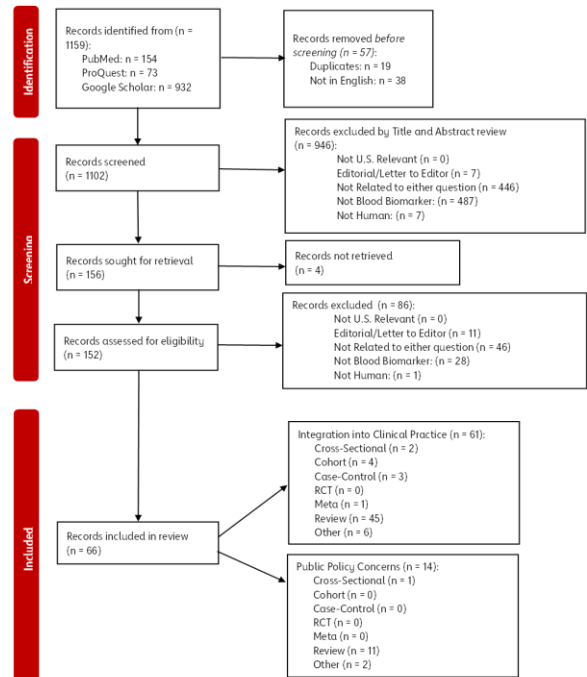 Identification
Records identified from (n =
1159):
PubMed: n = 154
ProQuest: n = 73
Google Scholar: n = 932
Records removed before
screening (n = 57):
Duplicates: n = 19
Not in English: n = 38
Screening
Records screened
(n = 1102)
Records excluded by Title and Abstract review
(n = 946):
Not U.S. Relevant (n = 0)
Editorial/Letter to Editor (n = 7)
Not Related to either question (n = 446)
Not Blood Biomarker: (n = 487)
Not Human: (n = 7)
Records sought for retrieval
(n = 156)
Records not retrieved
(n = 4)
Records assessed for eligibility
(n = 152)
Records excluded (n = 86):
Not U.S. Relevant (n = 0)
Editorial/Letter to Editor (n = 11)
Not Related to either question (n = 46)
Not Blood Biomarker: (n = 28)
Not Human: (n = 1)
Included
Records included in review
(n = 66)
Integration into Clinical Practice (n = 61):
Cross-Sectional (n = 2)
Cohort (n = 4)
Case-Control (n = 3)
RCT (n = 0)
Meta (n = 1)
Review (n = 45)
Other (n = 6)
Public Policy Concerns (n = 14):
Cross-Sectional (n = 1)
Cohort (n = 0)
Case-Control (n = 0)
RCT (n = 0)
Meta (n = 0)
Review (n = 11)
Other (n = 2)